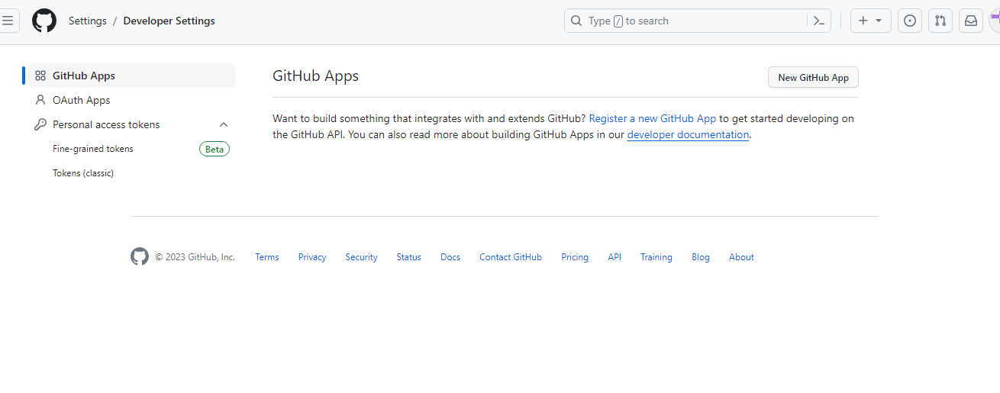 Settings / Developer Settings
Type / to search
GitHub Apps
OAuth Apps
Personal access tokens
Fine-grained tokens Beta
Tokens (classic)
GitHub Apps
New GitHub App
Want to build something that integrates with and extends GitHub? Register a new GitHub App to get started developing on
the GitHub API. You can also read more about building GitHub Apps in our developer documentation.
© 2023 GitHub, Inc. Terms Privacy Security Status Docs Contact GitHub Pricing API Training Blog About